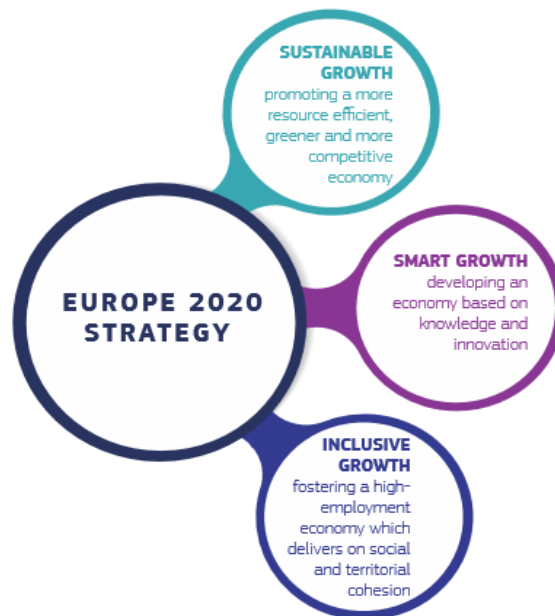 SUSTAINABLE
GROWTH
promoting a more
resource efficient,
greener and more
competitive
economy
EUROPE 2020
STRATEGY
SMART GROWTH
developing an
economy based on
knowledge and
innovation
INCLUSIVE
GROWTH
fostering a high-
employment
economy which
delivers on social
and territorial
cohesion